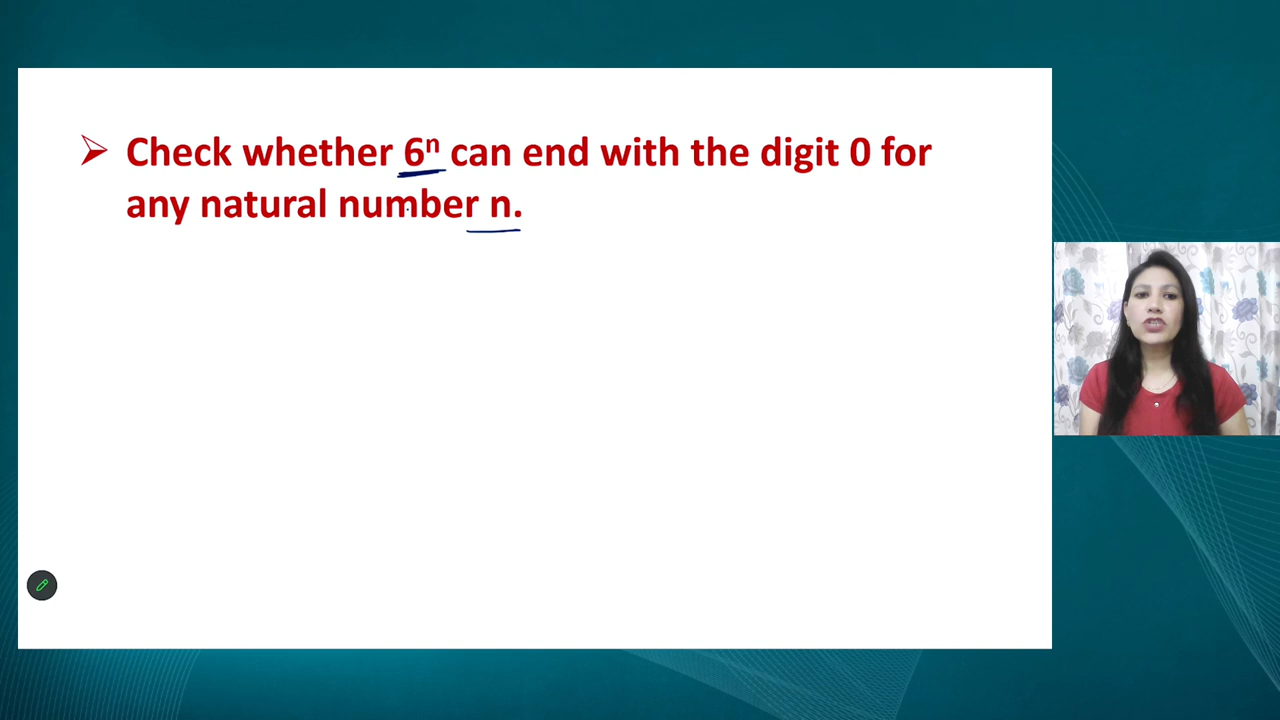 ➢ Check whether 6ⁿ can end with the digit 0 for
any natural number n.